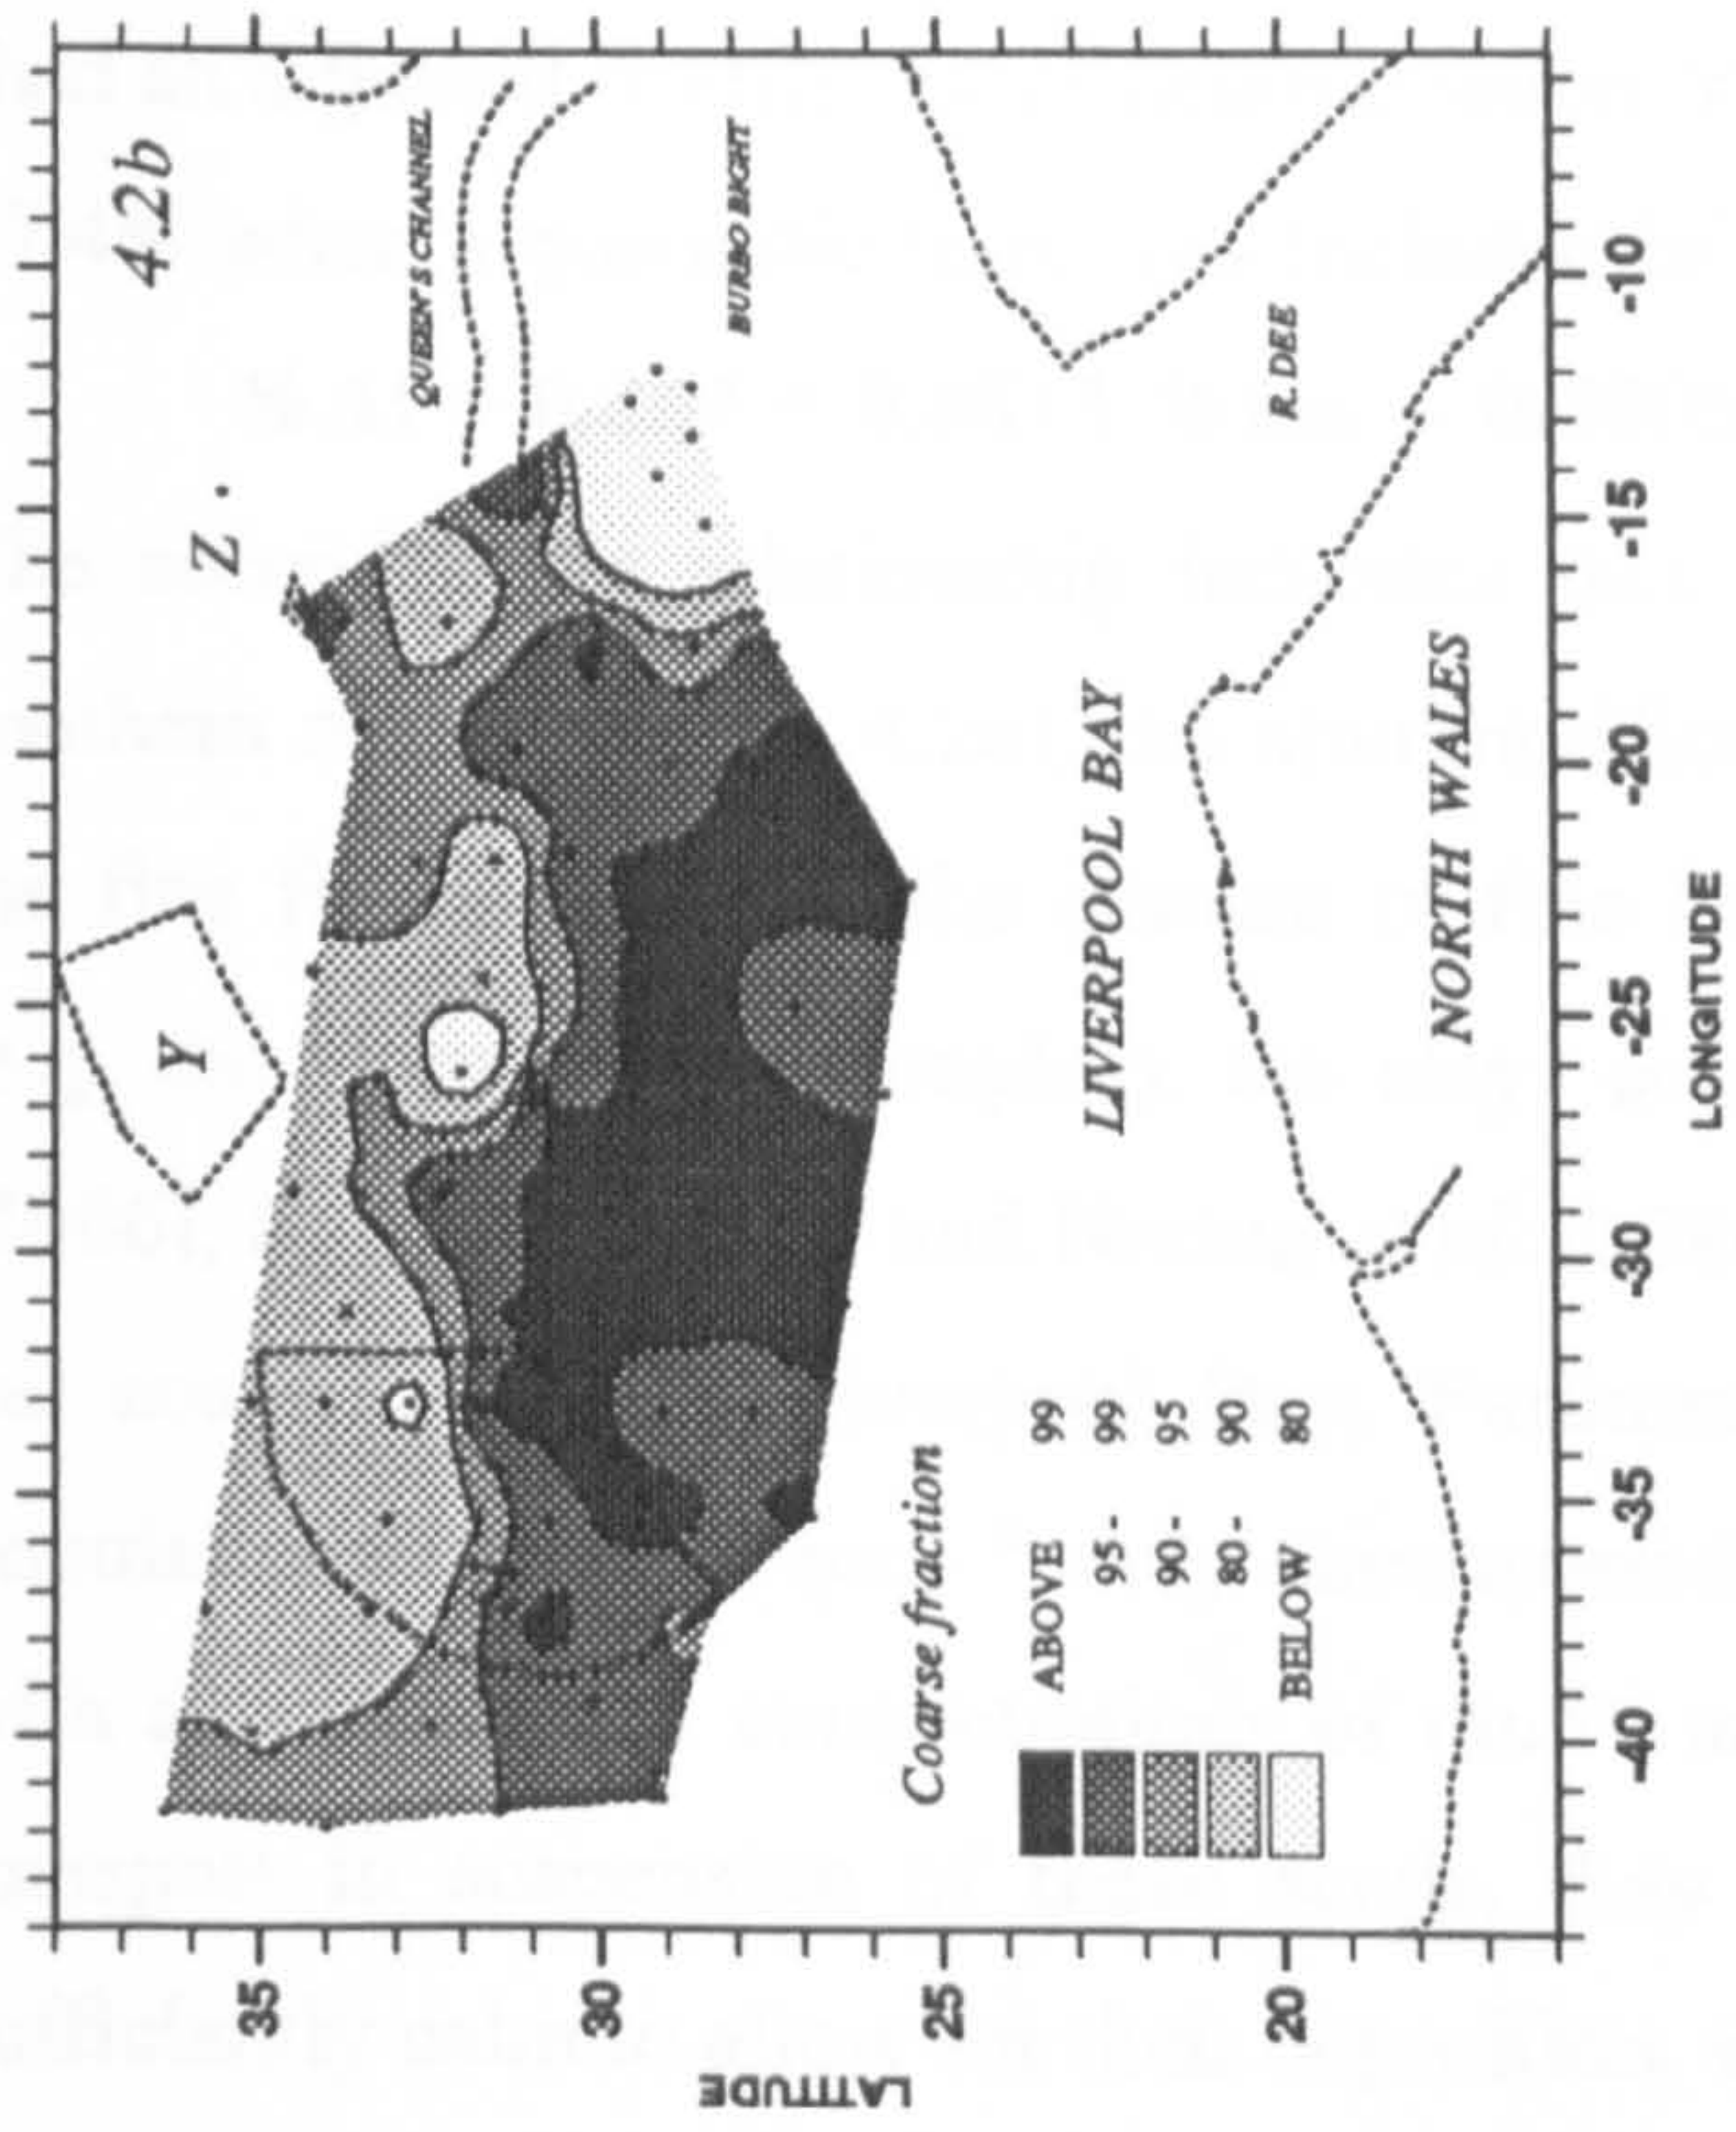 4.2b
Z
Y
QUEEN'S CHANNEL
BURBO BIGHT
R. DEE
LIVERPOOL BAY
NORTH WALES
Coarse fraction
ABOVE 99
95 - 99
90 - 95
80 - 90
BELOW 80
LATITUDE
35
30
25
20
-40
-35
-30
-25
-20
-15
-10
LONGITUDE